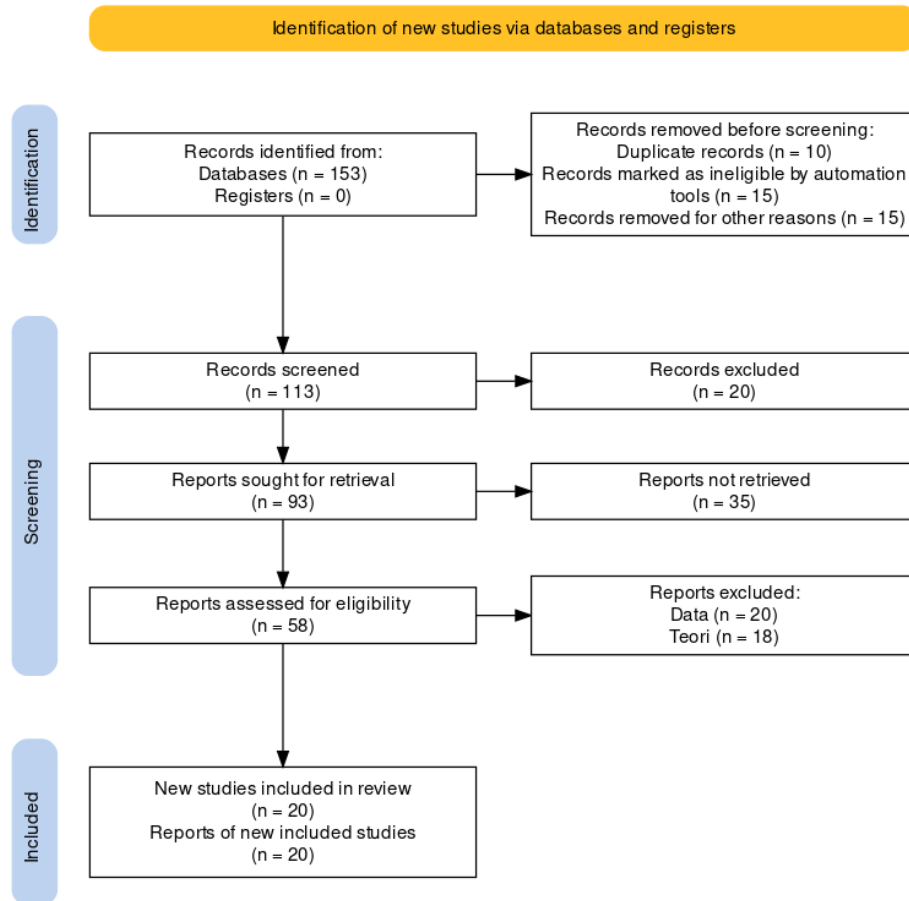 Identification of new studies via databases and registers
Identification
Records identified from:
Databases (n = 153)
Registers (n = 0)
Records removed before screening:
Duplicate records (n = 10)
Records marked as ineligible by automation
tools (n = 15)
Records removed for other reasons (n = 15)
Screening
Records screened
(n = 113)
Records excluded
(n = 20)
Reports sought for retrieval
(n = 93)
Reports not retrieved
(n = 35)
Reports assessed for eligibility
(n = 58)
Reports excluded:
Data (n = 20)
Teori (n = 18)
Included
New studies included in review
(n = 20)
Reports of new included studies
(n = 20)